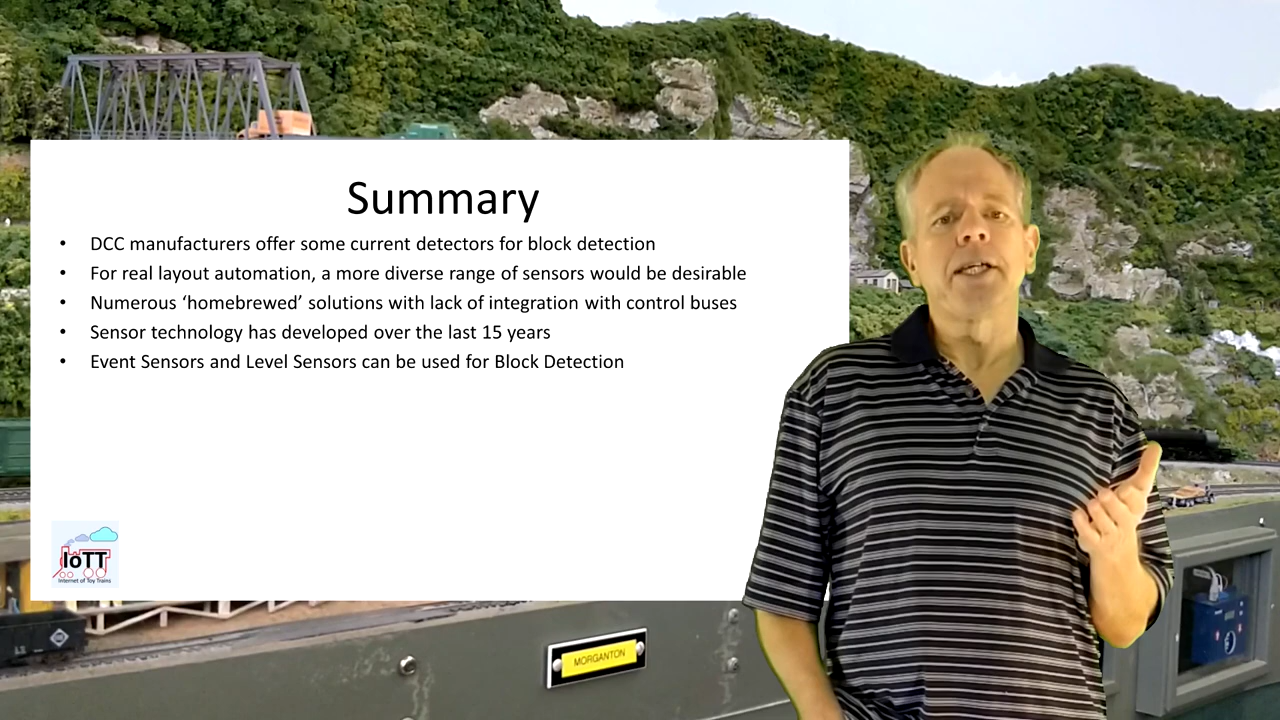 Summary
• DCC manufacturers offer some current detectors for block detection
• For real layout automation, a more diverse range of sensors would be desirable
• Numerous ‘homebrewed’ solutions with lack of integration with control buses
• Sensor technology has developed over the last 15 years
• Event Sensors and Level Sensors can be used for Block Detection
IoTT
Internet of Toy Trains
MORGANTON